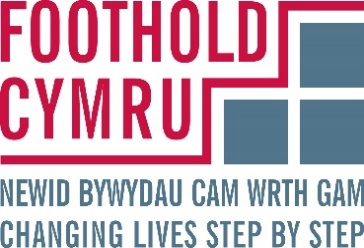 FOOTHOLD
CYMRU
NEWID BYWYDAU CAM WRTH GAM
CHANGING LIVES STEP BY STEP